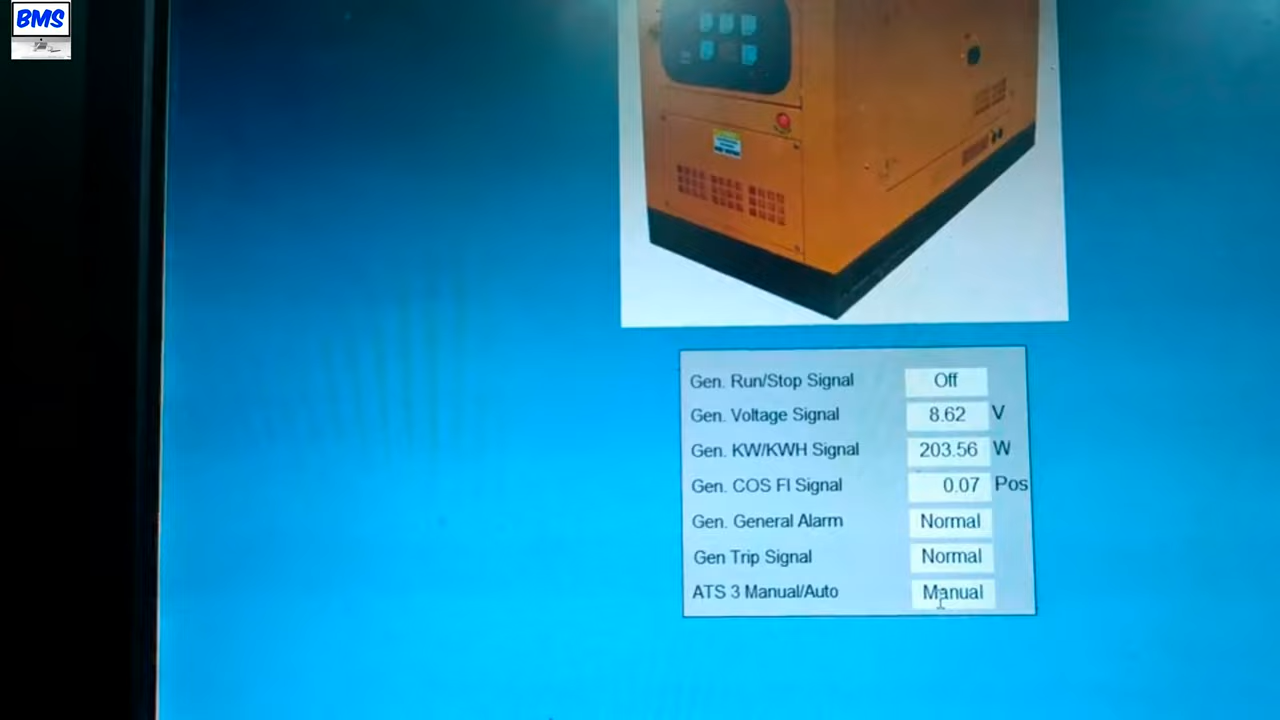 BMS
Gen. Run/Stop Signal Off
Gen. Voltage Signal 8.62 V
Gen. KW/KWH Signal 203.56 W
Gen. COS FI Signal 0.07 Pos
Gen. General Alarm Normal
Gen Trip Signal Normal
ATS 3 Manual/Auto Manual